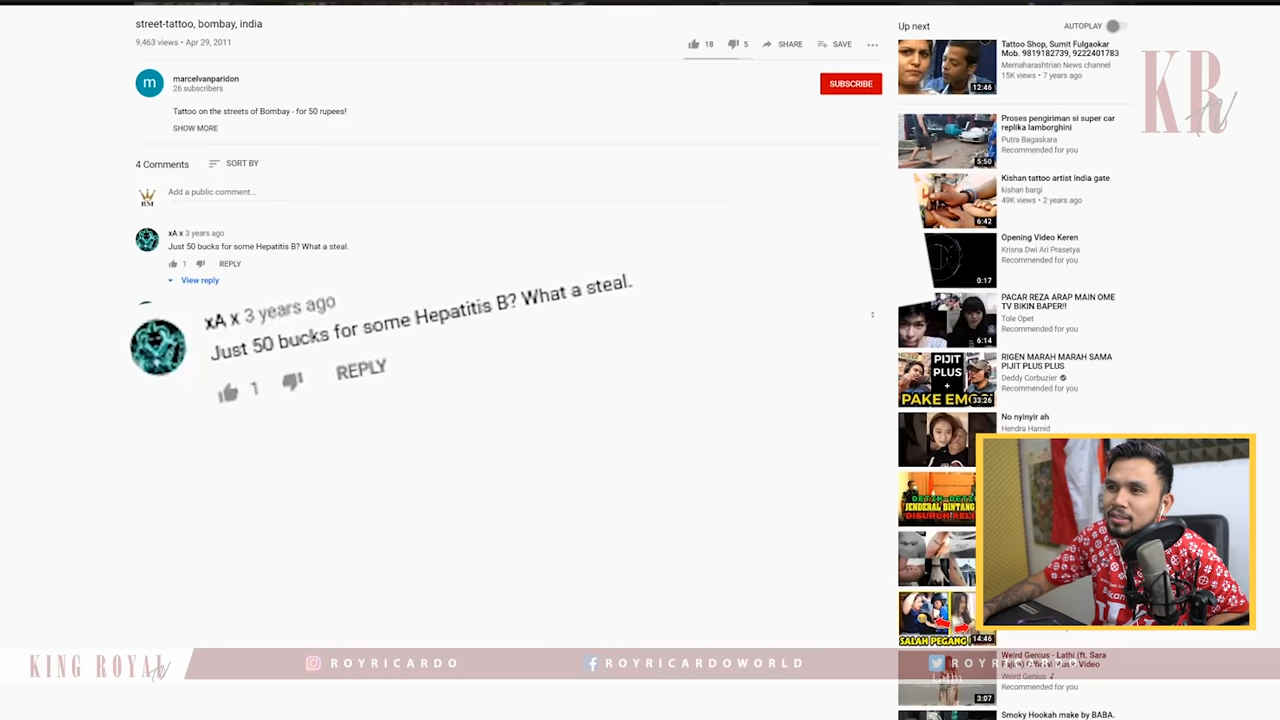 street-tattoo, bombay, india
9,463 views • Apr 29, 2011
18
5
SHARE
SAVE
m
marcelvanparidon
26 subscribers
SUBSCRIBE
Tattoo on the streets of Bombay - for 50 rupees!
SHOW MORE
4 Comments
SORT BY
RM
Add a public comment...
xA x 3 years ago
Just 50 bucks for some Hepatitis B? What a steal.
1
REPLY
View reply
xA x 3 years ago
Just 50 bucks for some Hepatitis B? What a steal.
1
REPLY
Up next
AUTOPLAY
Tattoo Shop, Sumit Fulgaokar
Mob. 9819182739, 9222401783
Memaharashtrian News channel
15K views • 7 years ago
12:46
KR
tv
Proses pengiriman si super car
replika lamborghini
Putra Bagaskara
Recommended for you
5:50
Kishan tattoo artist India gate
kishan bargi
49K views • 2 years ago
6:42
Opening Video Keren
Krisna Dwi Ari Prasetya
Recommended for you
0:17
PACAR REZA ARAP MAIN OME
TV BIKIN BAPER!!
Tole Opet
Recommended for you
6:14
RIGEN MARAH MARAH SAMA
PIJIT PLUS PLUS
Deddy Corbuzier
Recommended for you
PIJIT
PLUS
+
PAKE EMO
33:26
No nyinyir ah
Hendra Hamid
DETIK-DETI
JENDERAL BINTANG
DISURUH KELU
SALAH PEGANG
14:46
Weird Genius - Lathi (ft. Sara
Video
Weird Genius
Recommended for you
Lathi
3:07
Smoky Hookah make by BABA.
KING ROYAL
tv
ROYRICARDO
ROYRICARDOWORLD
ROYRICARDO